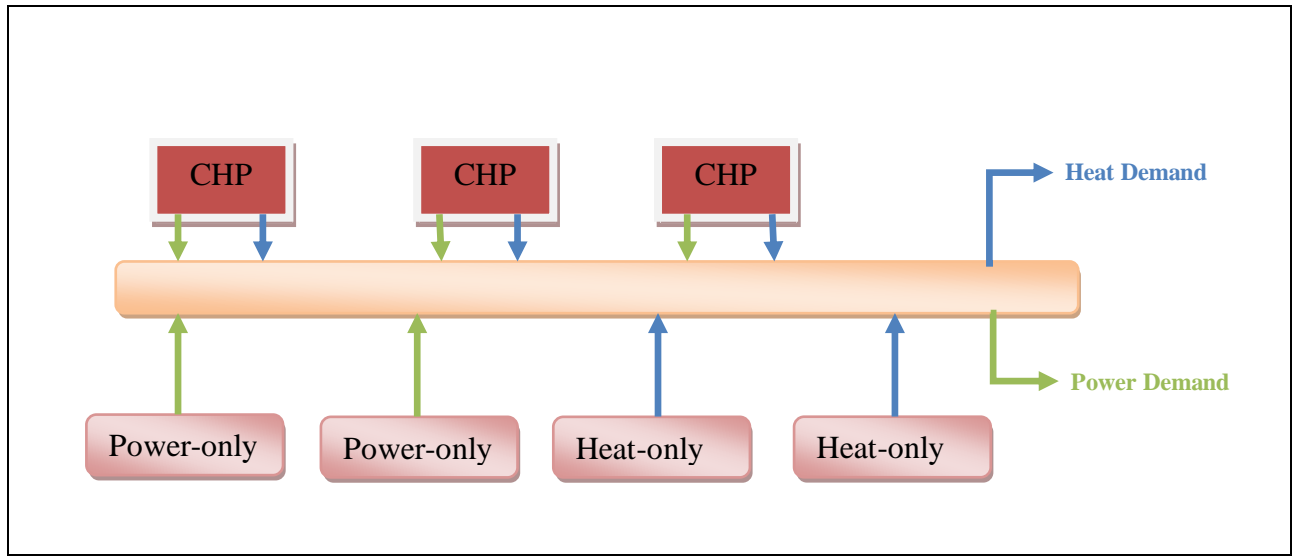 CHP
CHP
CHP
Heat Demand
Power Demand
Power-only
Power-only
Heat-only
Heat-only